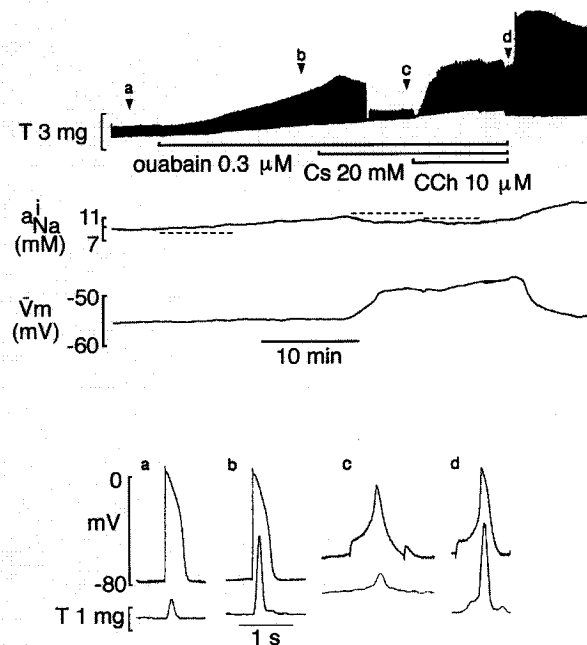 a
b
c
d
T 3 mg
ouabain 0.3 µM
Cs 20 mM
CCh 10 µM
aⁱNa
(mM)
11
7
V̄m
(mV)
-50
-60
10 min
a
b
c
d
0
mV
-80
T 1 mg
1 s